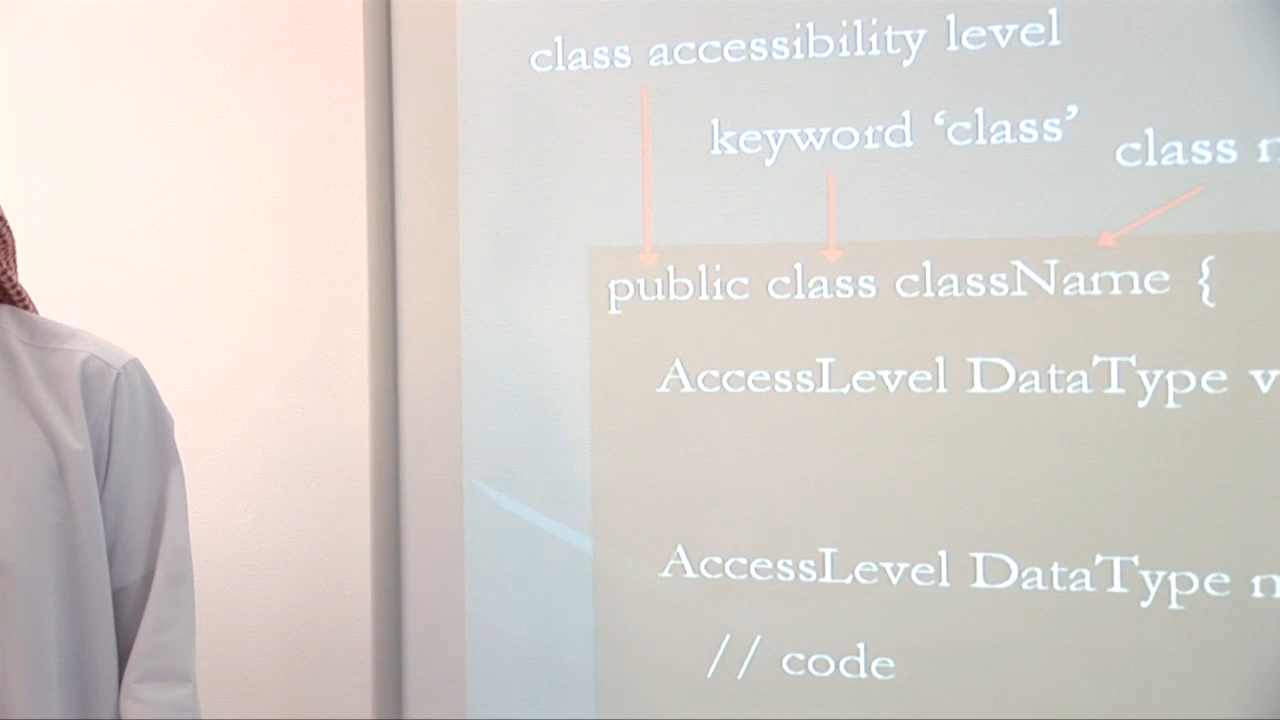 class accessibility level
keyword ‘class’
class
public class className {
AccessLevel DataType
AccessLevel DataType
// code